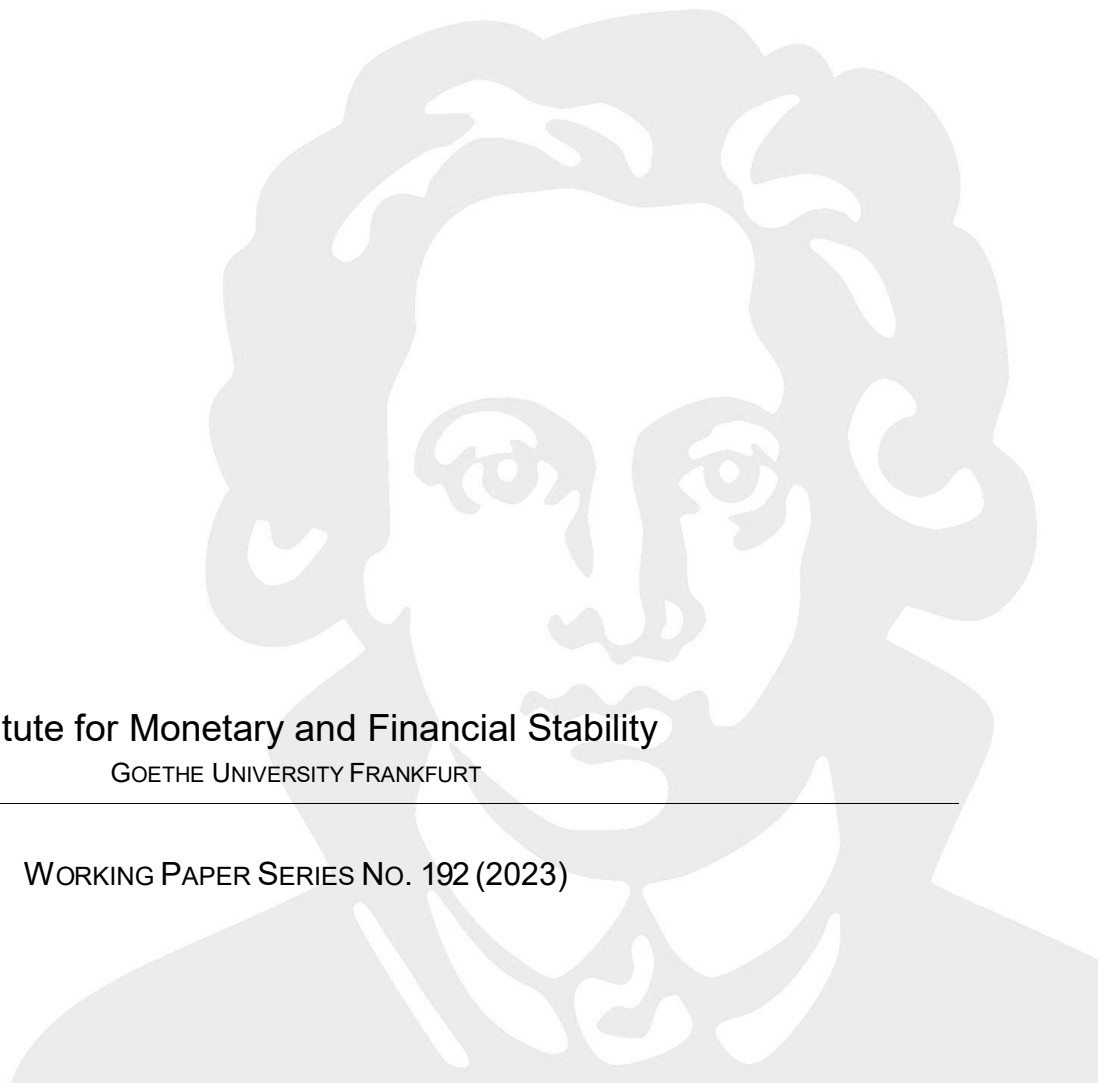 tute for Monetary and Financial Stability
GOETHE UNIVERSITY FRANKFURT
WORKING PAPER SERIES NO. 192 (2023)